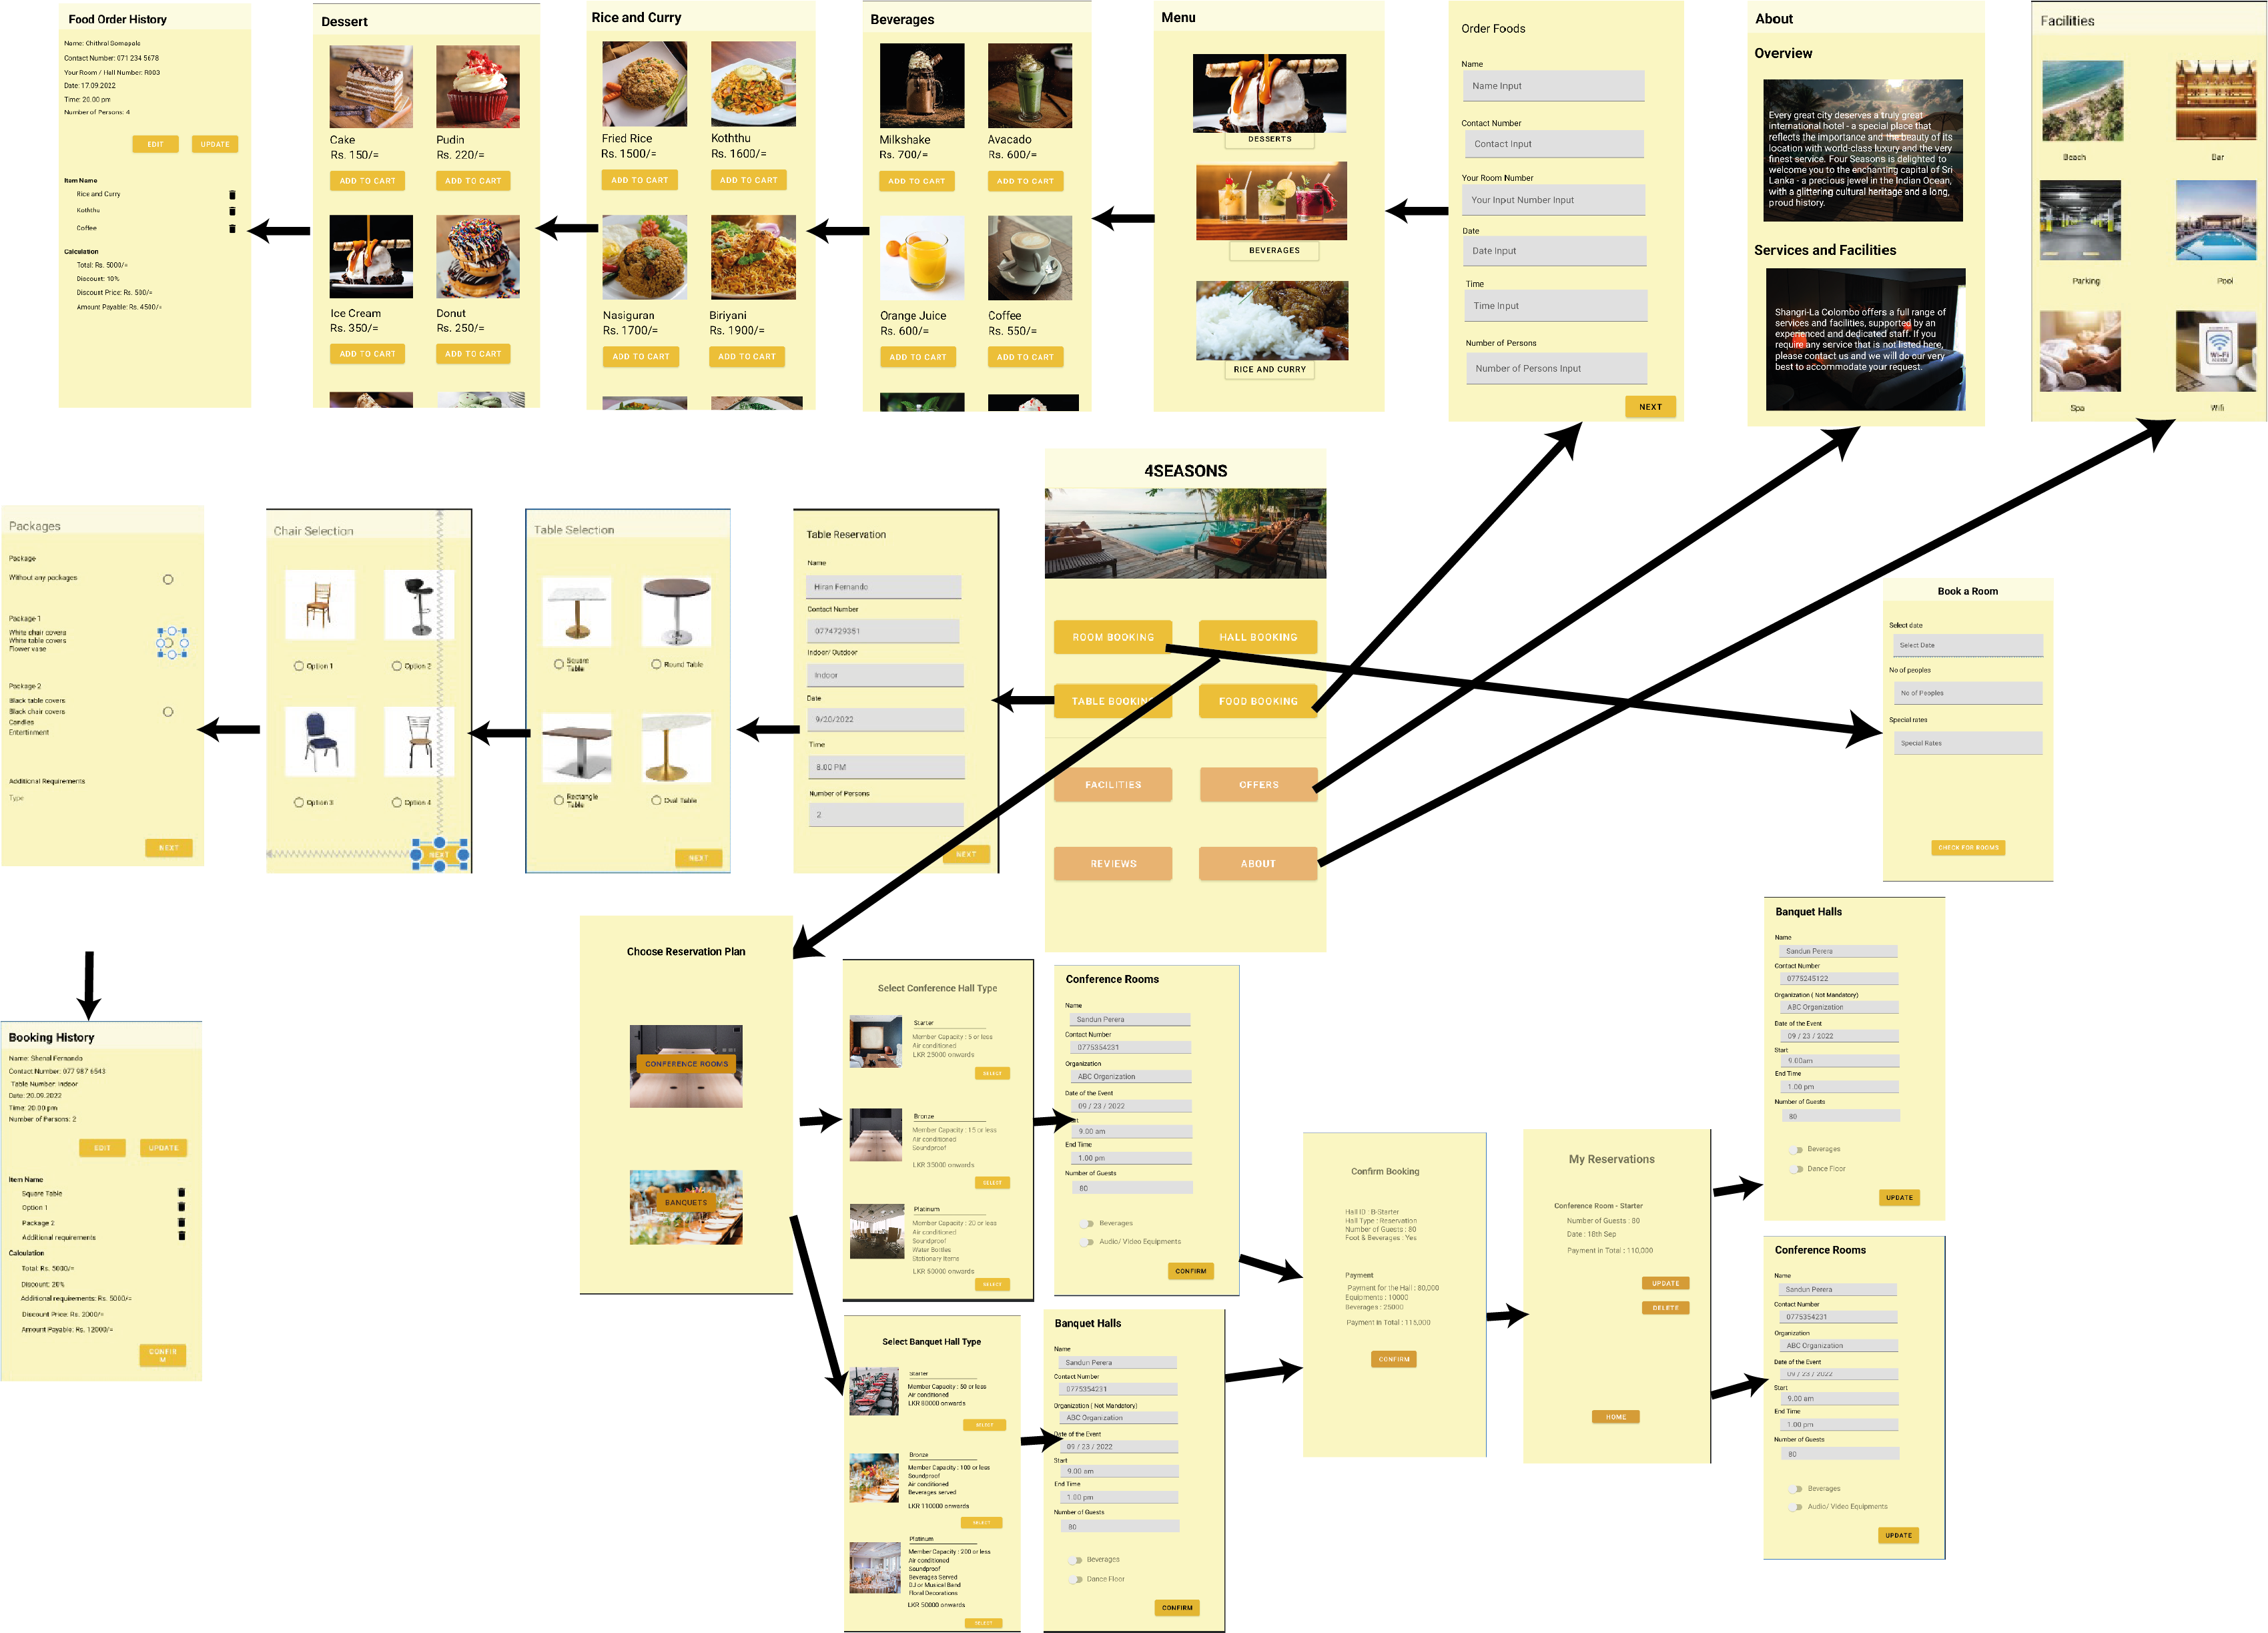 Food Order History
Name: Chithral Somapala
Contact Number: 071 234 5678
Your Room / Hall Number: R003
Date: 17.09.2022
Time: 20.00 pm
Number of Persons: 4
EDIT
UPDATE
Item Name
Rice and Curry
Koththu
Coffee
Calculation
Total: Rs. 5000/=
Discount: 10%
Discount Price: Rs. 500/=
Amount Payable: Rs. 4500/=
Dessert
Cake
Rs. 150/=
ADD TO CART
Pudin
Rs. 220/=
ADD TO CART
Ice Cream
Rs. 350/=
ADD TO CART
Donut
Rs. 250/=
ADD TO CART
Rice and Curry
Fried Rice
Rs. 1500/=
ADD TO CART
Koththu
Rs. 1600/=
ADD TO CART
Nasiguran
Rs. 1700/=
ADD TO CART
Biriyani
Rs. 1900/=
ADD TO CART
Beverages
Milkshake
Rs. 700/=
ADD TO CART
Avacado
Rs. 600/=
ADD TO CART
Orange Juice
Rs. 600/=
ADD TO CART
Coffee
Rs. 550/=
ADD TO CART
Menu
DESSERTS
BEVERAGES
RICE AND CURRY
Order Foods
Name
Name Input
Contact Number
Contact Input
Your Room Number
Your Input Number Input
Date
Date Input
Time
Time Input
Number of Persons
Number of Persons Input
NEXT
About
Overview
Every great city deserves a truly great
international hotel - a special place that
reflects the importance and the beauty of its
location with world-class luxury and the very
finest service. Four Seasons is delighted to
welcome you to the enchanting capital of Sri
Lanka - a precious jewel in the Indian Ocean,
with a glittering cultural heritage and a long,
proud history.
Services and Facilities
Shangri-La Colombo offers a full range of
services and facilities, supported by an
experienced and dedicated staff. If you
require any service that is not listed here,
please contact us and we will do our very
best to accommodate your request.
Facilities
Beach
Bar
Parking
Pool
Spa
Wi-Fi
Wifi
Packages
Package
Without any packages
Package 1
White chair covers
White table covers
Flower vase
Package 2
Black table covers
Black chair covers
Candles
Entertinment
Additional Requirements
Type
NEXT
Chair Selection
Option 1
Option 2
Option 3
Option 4
NEXT
Table Selection
Square
Table
Round Table
Rectangle
Table
Oval Table
NEXT
Table Reservation
Name
Hiran Fernando
Contact Number
0774729351
Indoor/ Outdoor
Indoor
Date
9/20/2022
Time
8.00 PM
Number of Persons
2
NEXT
4SEASONS
ROOM BOOKING
HALL BOOKING
TABLE BOOKING
FOOD BOOKING
FACILITIES
OFFERS
REVIEWS
ABOUT
Book a Room
Select date
Select Date
No of peoples
No of Peoples
Special rates
Special Rates
CHECK FOR ROOMS
Booking History
Name: Shenal Fernando
Contact Number: 077 987 6543
Table Number: Indoor
Date: 20.09.2022
Time: 20.00 pm
Number of Persons: 2
EDIT
UPDATE
Item Name
Square Table
Option 1
Package 2
Additional requirements
Calculation
Total: Rs. 5000/=
Discount: 20%
Additional requirements: Rs. 5000/=
Discount Price: Rs. 2000/=
Amount Payable: Rs. 12000/=
CONFIR
M
Choose Reservation Plan
CONFERENCE ROOMS
BANQUETS
Select Conference Hall Type
Starter
Member Capacity : 5 or less
Air conditioned
LKR 25000 onwards
SELECT
Bronze
Member Capacity : 15 or less
Air conditioned
Soundproof
LKR 35000 onwards
SELECT
Platinum
Member Capacity : 20 or less
Air conditioned
Soundproof
Water Bottles
Stationary Items
LKR 50000 onwards
SELECT
Conference Rooms
Name
Sandun Perera
Contact Number
0775354231
Organization
ABC Organization
Date of the Event
09 / 23 / 2022
9.00 am
End Time
1.00 pm
Number of Guests
80
Beverages
Audio/ Video Equipments
CONFIRM
Select Banquet Hall Type
Starter
Member Capacity : 50 or less
Air conditioned
LKR 80000 onwards
SELECT
Bronze
Member Capacity : 100 or less
Soundproof
Air conditioned
Beverages served
LKR 110000 onwards
SELECT
Platinum
Member Capacity : 200 or less
Air conditioned
Soundproof
Beverages Served
DJ or Musical Band
Floral Decorations
LKR 50000 onwards
SELECT
Banquet Halls
Name
Sandun Perera
Contact Number
0775354231
Organization ( Not Mandatory)
ABC Organization
Date of the Event
09 / 23 / 2022
Start
9.00 am
End Time
1.00 pm
Number of Guests
80
Beverages
Dance Floor
CONFIRM
Confirm Booking
Hall ID : B-Starter
Hall Type : Reservation
Number of Guests : 80
Foot & Beverages : Yes
Payment
Payment for the Hall : 80,000
Equipments : 10000
Beverages : 25000
Payment in Total : 115,000
CONFIRM
My Reservations
Conference Room - Starter
Number of Guests : 80
Date : 18th Sep
Payment in Total : 110,000
UPDATE
DELETE
HOME
Banquet Halls
Name
Sandun Perera
Contact Number
0775245122
Organization ( Not Mandatory)
ABC Organization
Date of the Event
09 / 23 / 2022
Start
9.00am
End Time
1.00 pm
Number of Guests
80
Beverages
Dance Floor
UPDATE
Conference Rooms
Name
Sandun Perera
Contact Number
0775354231
Organization
ABC Organization
Date of the Event
09 / 23 / 2022
Start
9.00 am
End Time
1.00 pm
Number of Guests
80
Beverages
Audio/ Video Equipments
UPDATE